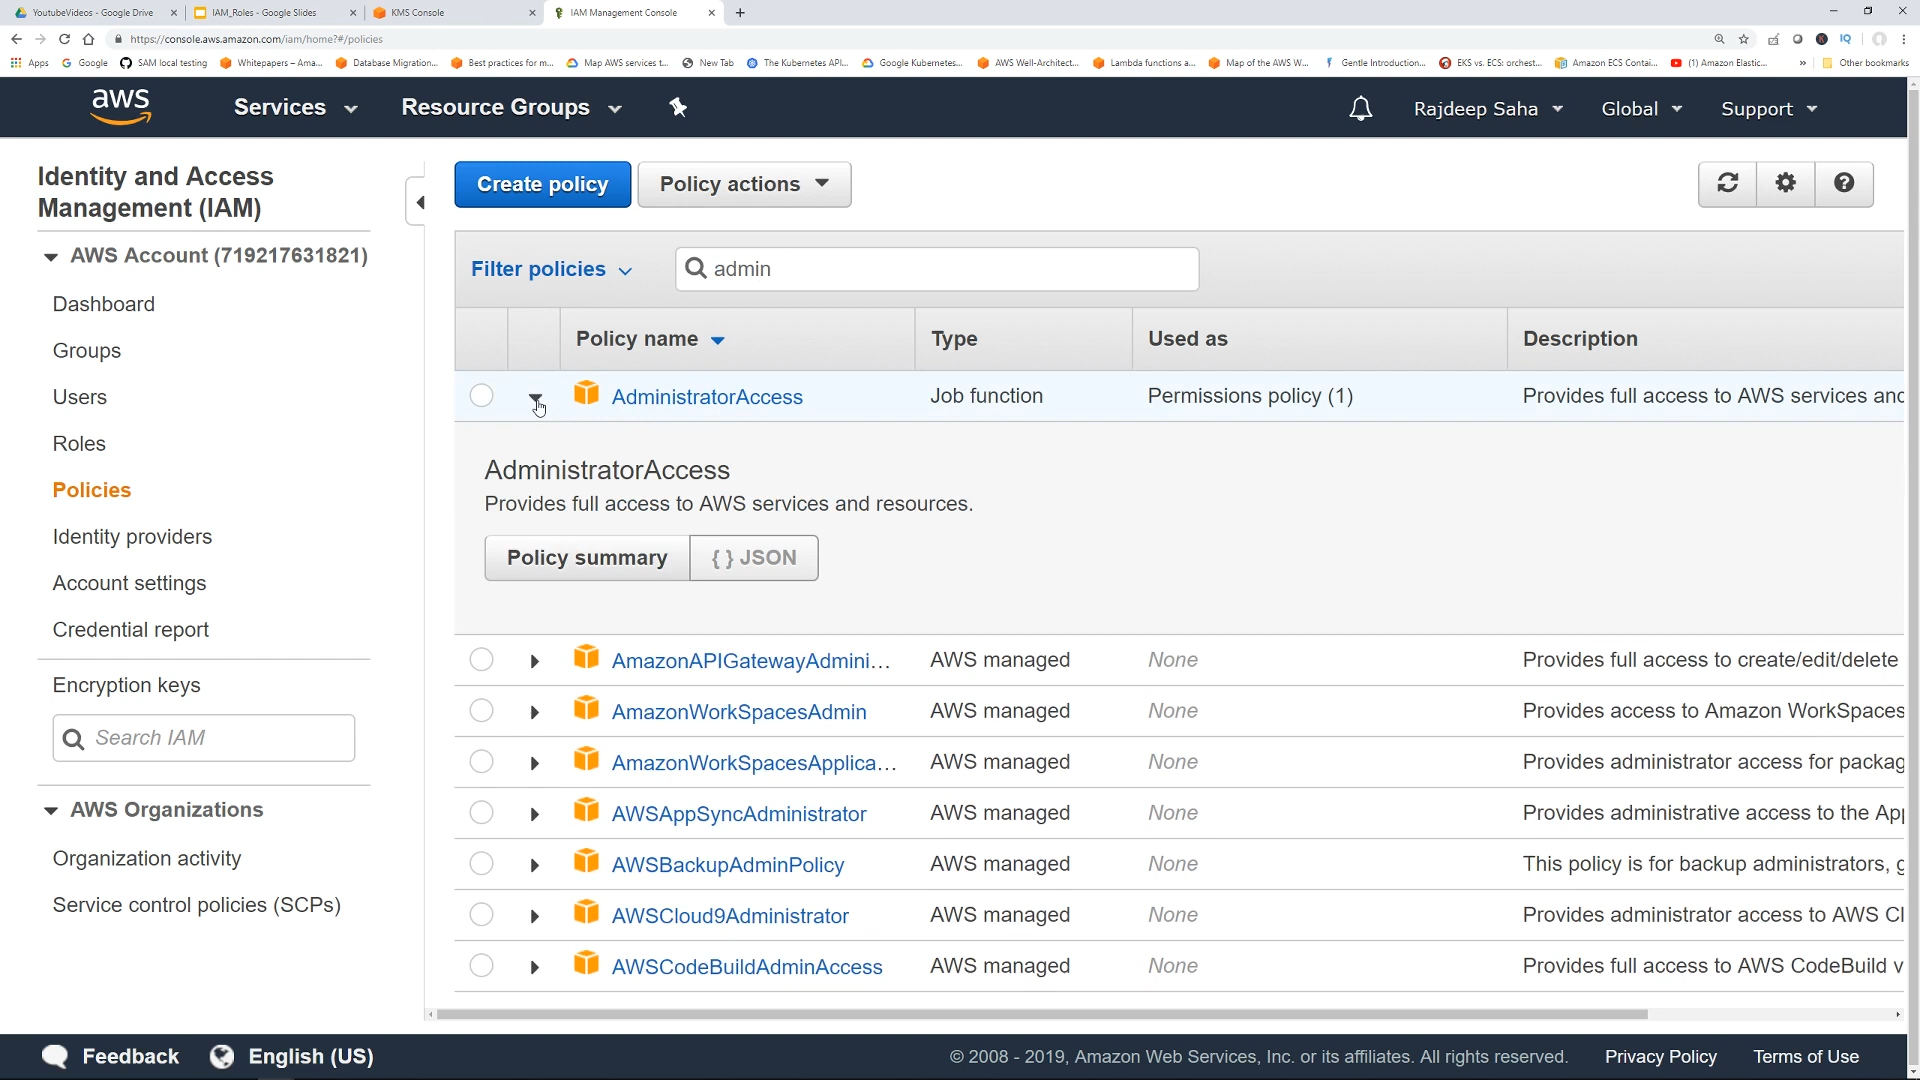 YoutubeVideos - Google Drive
IAM_Roles - Google Slides
KMS Console
IAM Management Console
https://console.aws.amazon.com/iam/home?#/policies
Apps
Google
SAM local testing
Whitepapers – Ama...
Database Migration...
Best practices for m...
Map AWS services t...
New Tab
The Kubernetes API...
Google Kubernetes...
AWS Well-Architect...
Lambda functions a...
Map of the AWS W...
Gentle Introduction...
EKS vs. ECS: orchest...
Amazon ECS Contai...
(1) Amazon Elastic...
»
Other bookmarks
aws
Services
Resource Groups
Rajdeep Saha
Global
Support
Identity and Access
Management (IAM)
AWS Account (719217631821)
Dashboard
Groups
Users
Roles
Policies
Identity providers
Account settings
Credential report
Encryption keys
Search IAM
AWS Organizations
Organization activity
Service control policies (SCPs)
Create policy
Policy actions
Filter policies
admin
Policy name
Type
Used as
Description
AdministratorAccess
Job function
Permissions policy (1)
Provides full access to AWS services and
AdministratorAccess
Provides full access to AWS services and resources.
Policy summary
{ } JSON
AmazonAPIGatewayAdmini...
AWS managed
None
Provides full access to create/edit/delete
AmazonWorkSpacesAdmin
AWS managed
None
Provides access to Amazon WorkSpaces
AmazonWorkSpacesApplica...
AWS managed
None
Provides administrator access for packag
AWSAppSyncAdministrator
AWS managed
None
Provides administrative access to the App
AWSBackupAdminPolicy
AWS managed
None
This policy is for backup administrators, g
AWSCloud9Administrator
AWS managed
None
Provides administrator access to AWS Cl
AWSCodeBuildAdminAccess
AWS managed
None
Provides full access to AWS CodeBuild v
Feedback
English (US)
© 2008 - 2019, Amazon Web Services, Inc. or its affiliates. All rights reserved.
Privacy Policy
Terms of Use